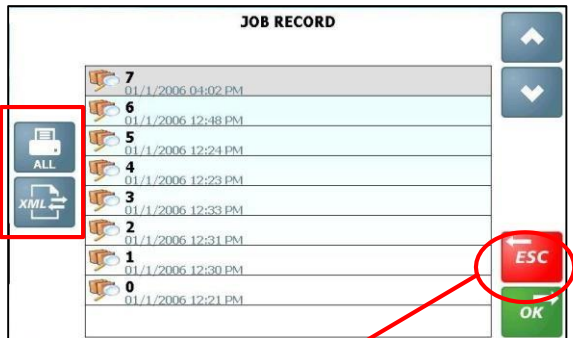 JOB RECORD
7
01/1/2006 04:02 PM
6
01/1/2006 12:48 PM
5
01/1/2006 12:24 PM
4
01/1/2006 12:23 PM
3
01/1/2006 12:33 PM
2
01/1/2006 12:31 PM
1
01/1/2006 12:30 PM
0
01/1/2006 12:21 PM
ALL
XML
ESC
OK